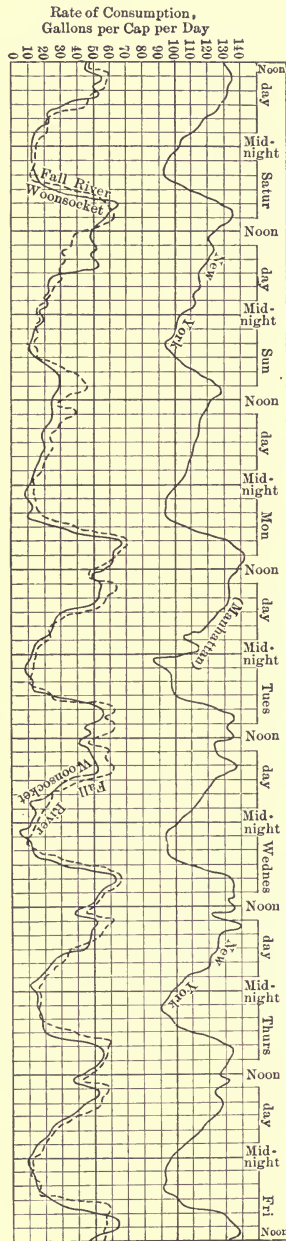 Rate of Consumption,
Gallons per Cap per Day
10 20 30 40 50 60 70 80 90 100 110 120 130 140
Noon
day
Mid-
night
Satur
Fall River
Woonsocket
Noon
day
New
York
Mid-
night
Sun
Noon
day
Mid-
night
Mon
Noon
day
(Manhattan)
Mid-
night
Tues
Noon
day
Fall
River
Woonsocket
Mid-
night
Wednes
Noon
day
New
York
Mid-
night
Thurs
Noon
day
Mid-
night
Fri
Noon